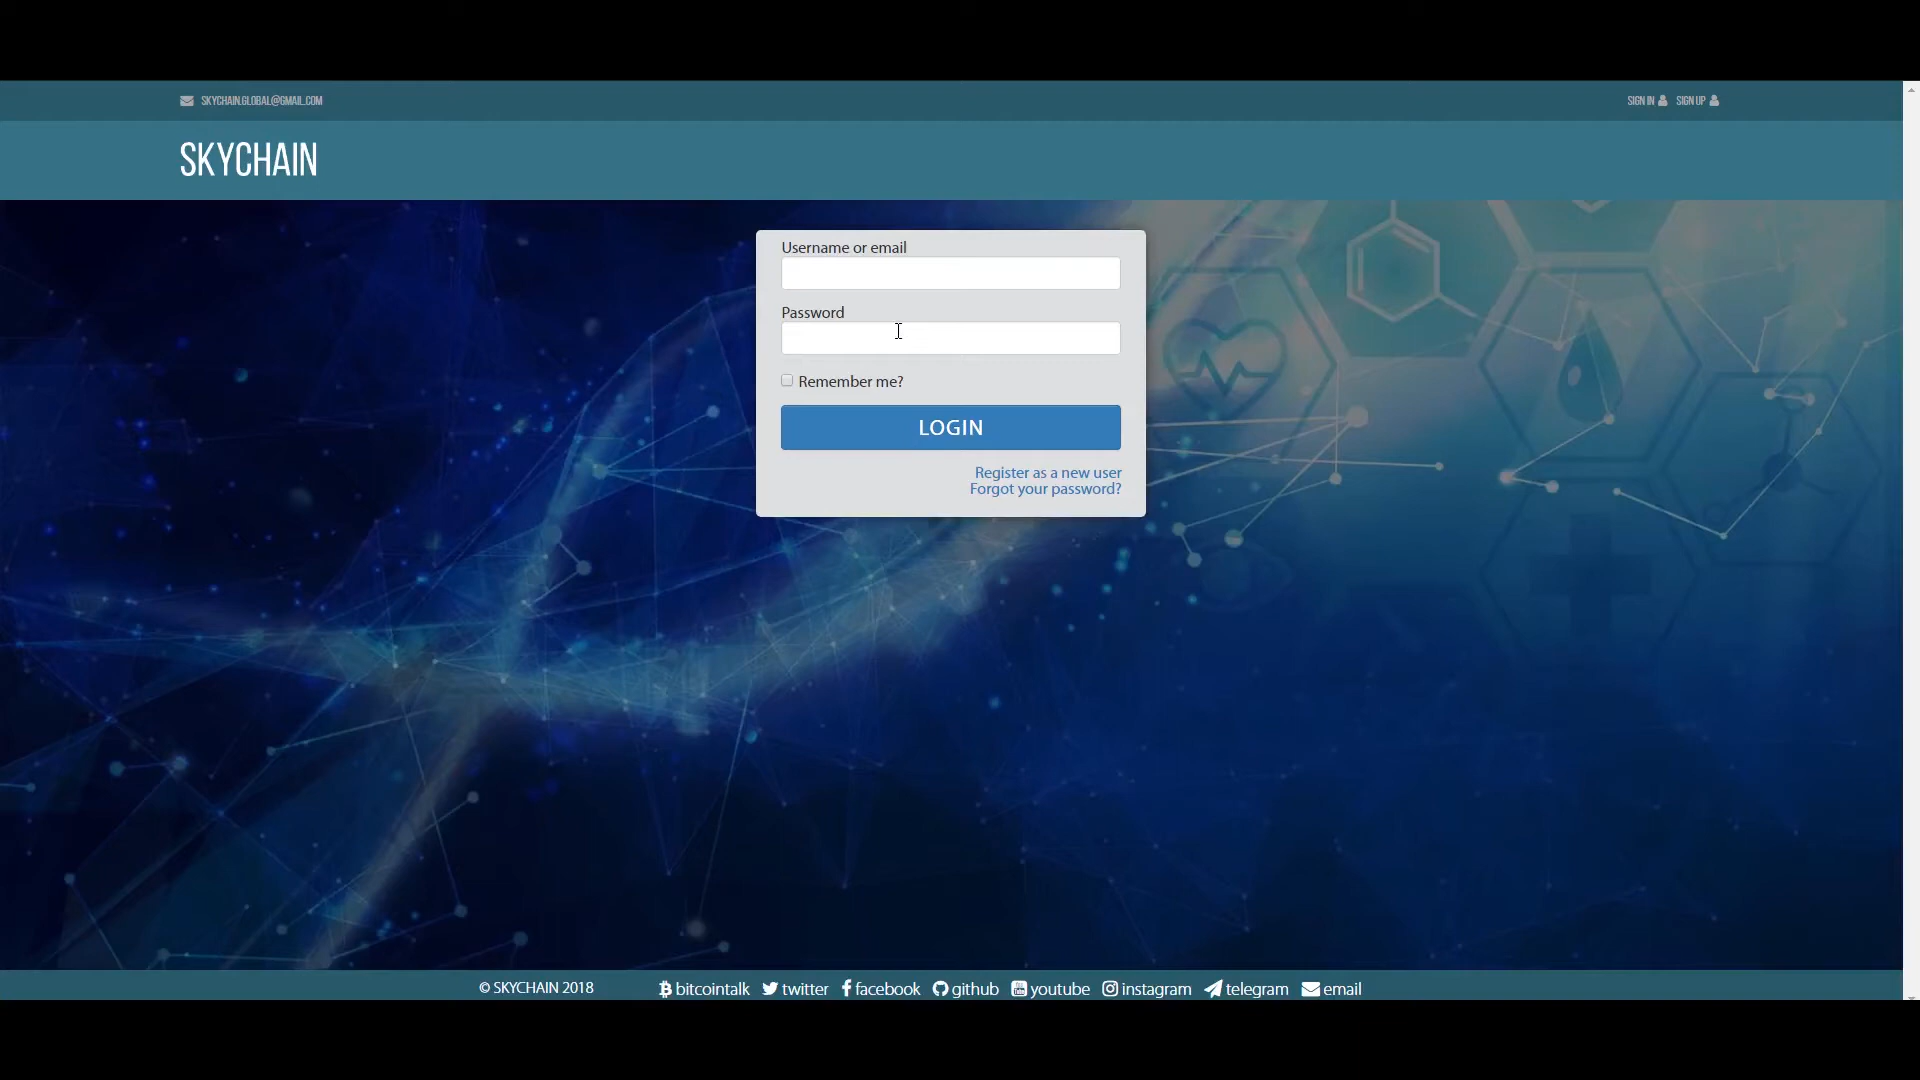 SKYCHAIN.GLOBAL@GMAIL.COM
SIGN IN SIGN UP
SKYCHAIN
Username or email
Password
Remember me?
LOGIN
Register as a new user
Forgot your password?
© SKYCHAIN 2018 bitcointalk twitter facebook github youtube instagram telegram email